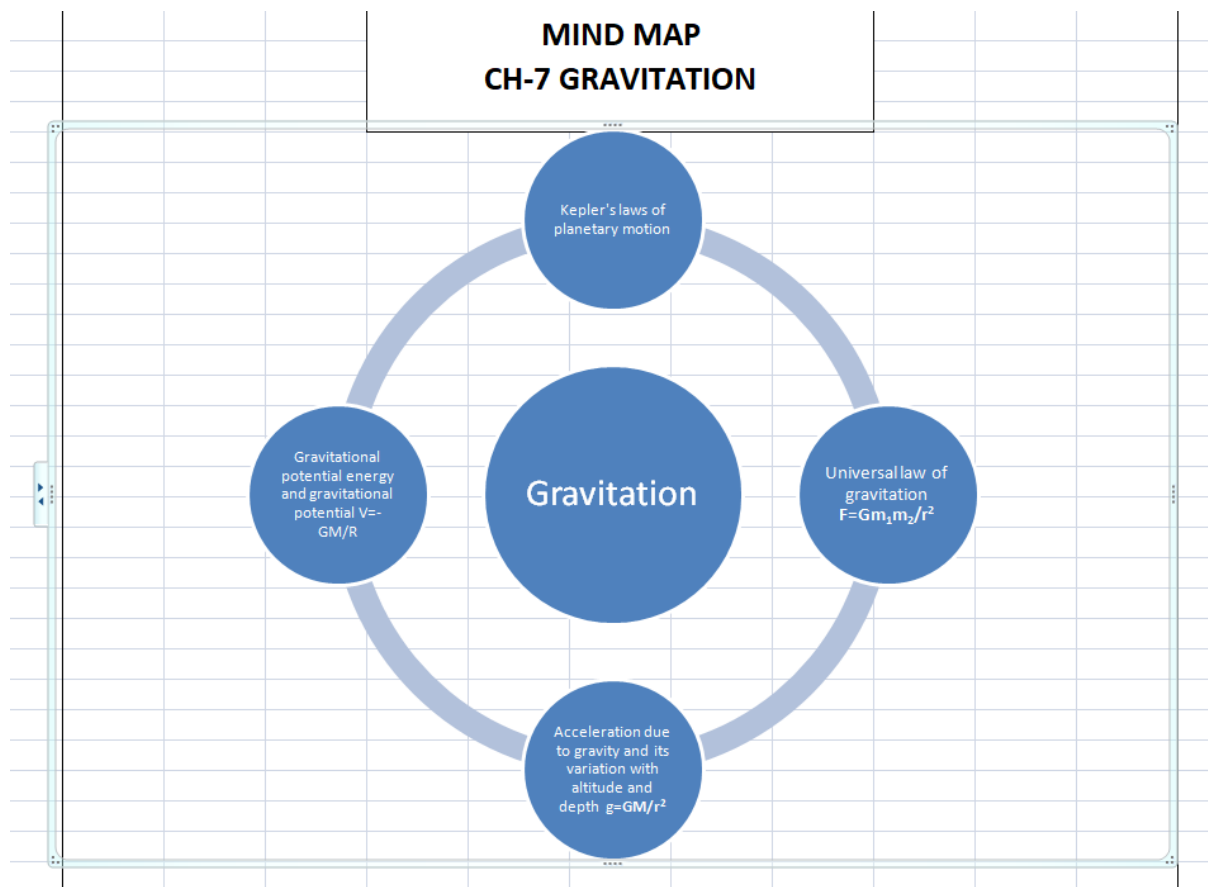 MIND MAP
CH-7 GRAVITATION
Kepler's laws of
planetary motion
Gravitational
potential energy
and gravitational
potential V=-
GM/R
Gravitation
Universal law of
gravitation
F=Gm₁m₂/r²
Acceleration due
to gravity and its
variation with
altitude and
depth g=GM/r²